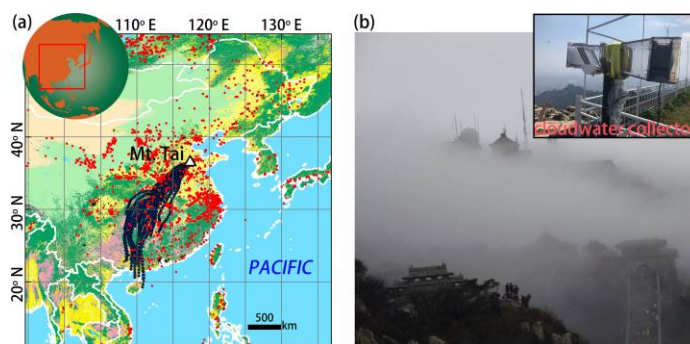 (a)
110° E
120° E
130° E
40° N
30° N
20° N
Mt. Tai
PACIFIC
500
km
(b)
cloudwater collector